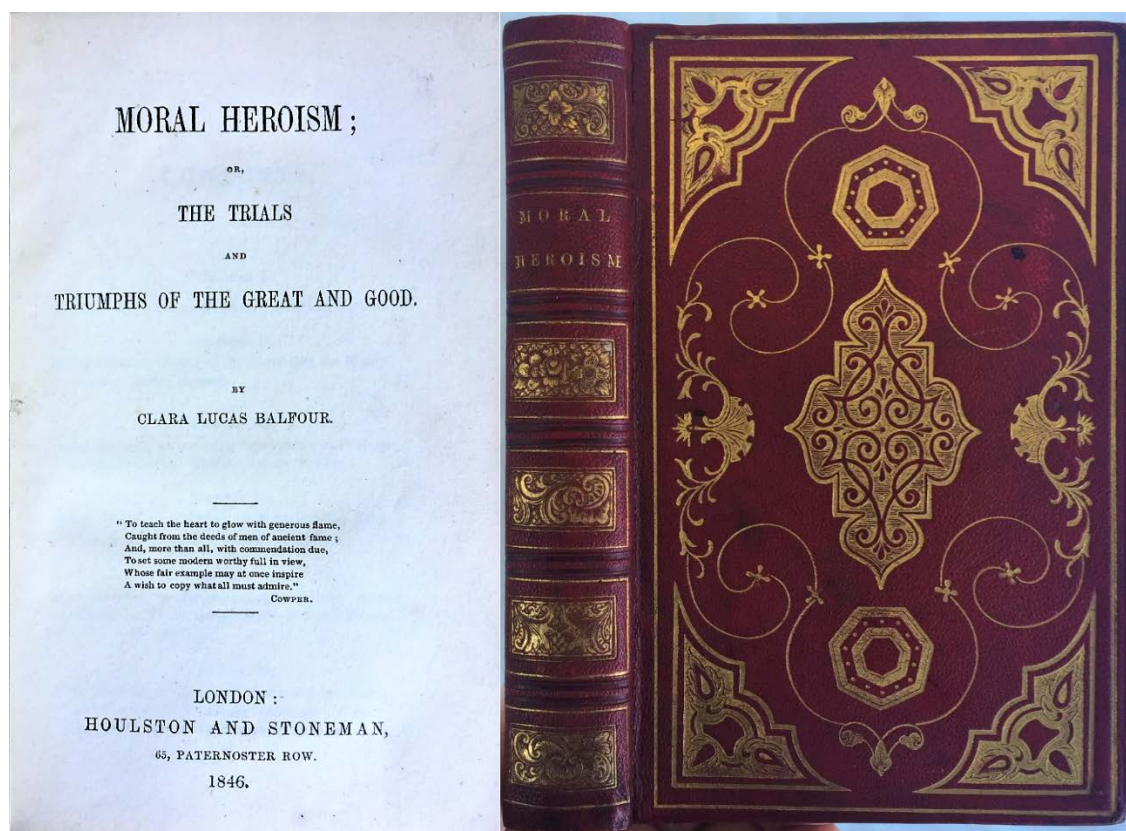 MORAL HEROISM;
OR,
THE TRIALS
AND
TRIUMPHS OF THE GREAT AND GOOD.
BY
CLARA LUCAS BALFOUR.
" To teach the heart to glow with generous flame,
Caught from the deeds of men of ancient fame ;
And, more than all, with commendation due,
To set some modern worthy full in view,
Whose fair example may at once inspire
A wish to copy what all must admire."
COWPER.
LONDON :
HOULSTON AND STONEMAN,
65, PATERNOSTER ROW.
1846.
MORAL
HEROISM